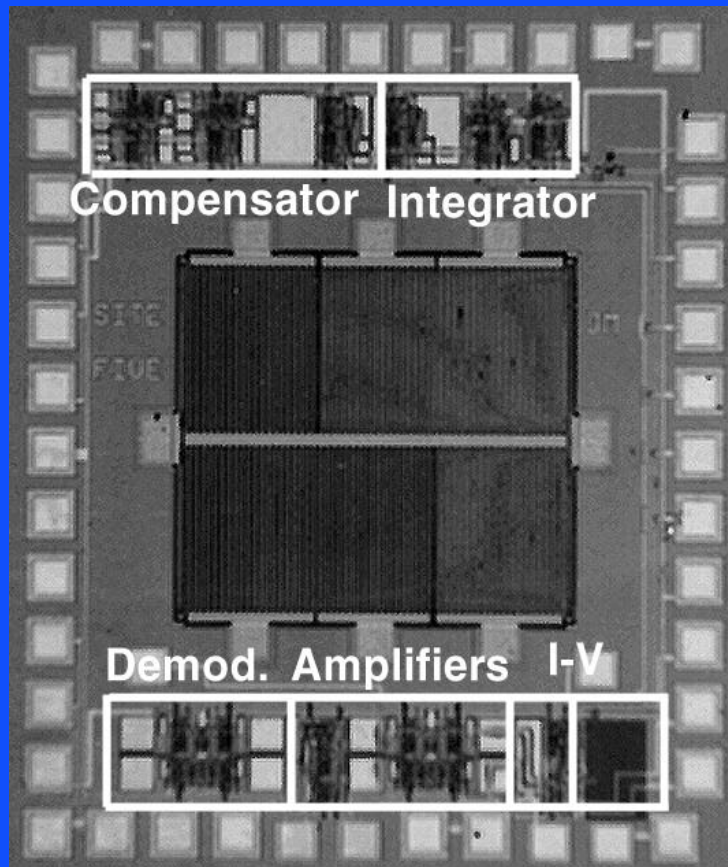 Compensator Integrator
SITE JM
FIVE
Demod. Amplifiers I-V